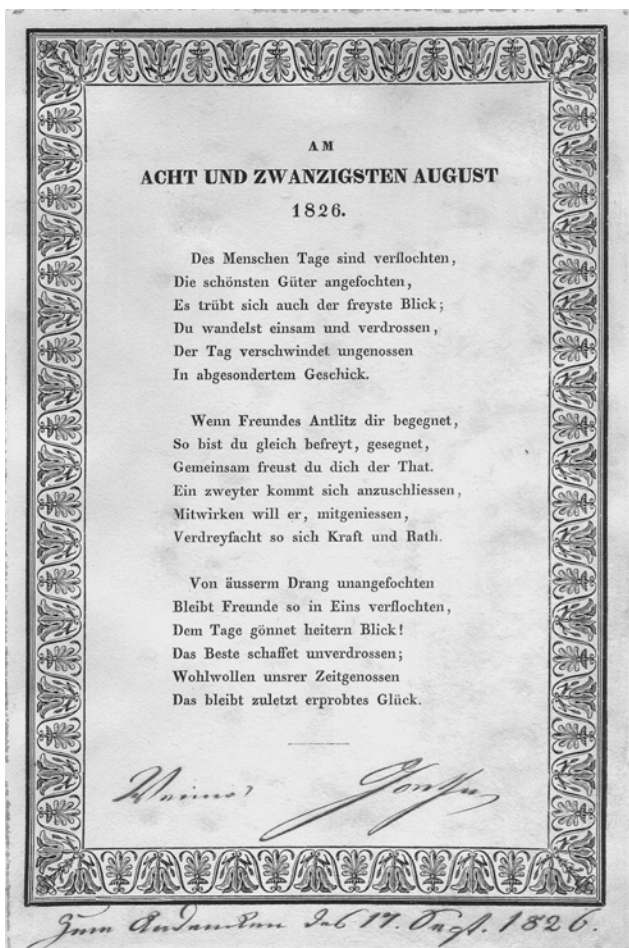 AM
ACHT UND ZWANZIGSTEN AUGUST
1826.
Des Menschen Tage sind verflochten,
Die schönsten Güter angefochten,
Es trübt sich auch der freyste Blick;
Du wandelst einsam und verdrossen,
Der Tag verschwindet ungenossen
In abgesondertem Geschick.
Wenn Freundes Antlitz dir begegnet,
So bist du gleich befreyt, gesegnet,
Gemeinsam freust du dich der That.
Ein zweyter kommt sich anzuschliessen,
Mitwirken will er, mitgeniessen,
Verdreyfacht so sich Kraft und Rath.
Von äusserm Drang unangefochten
Bleibt Freunde so in Eins verflochten,
Dem Tage gönnet heitern Blick!
Das Beste schaffet unverdrossen;
Wohlwollen unsrer Zeitgenossen
Das bleibt zuletzt erprobtes Glück.
Weimar Goethe
Zum Andenken des 17. Sept. 1826.